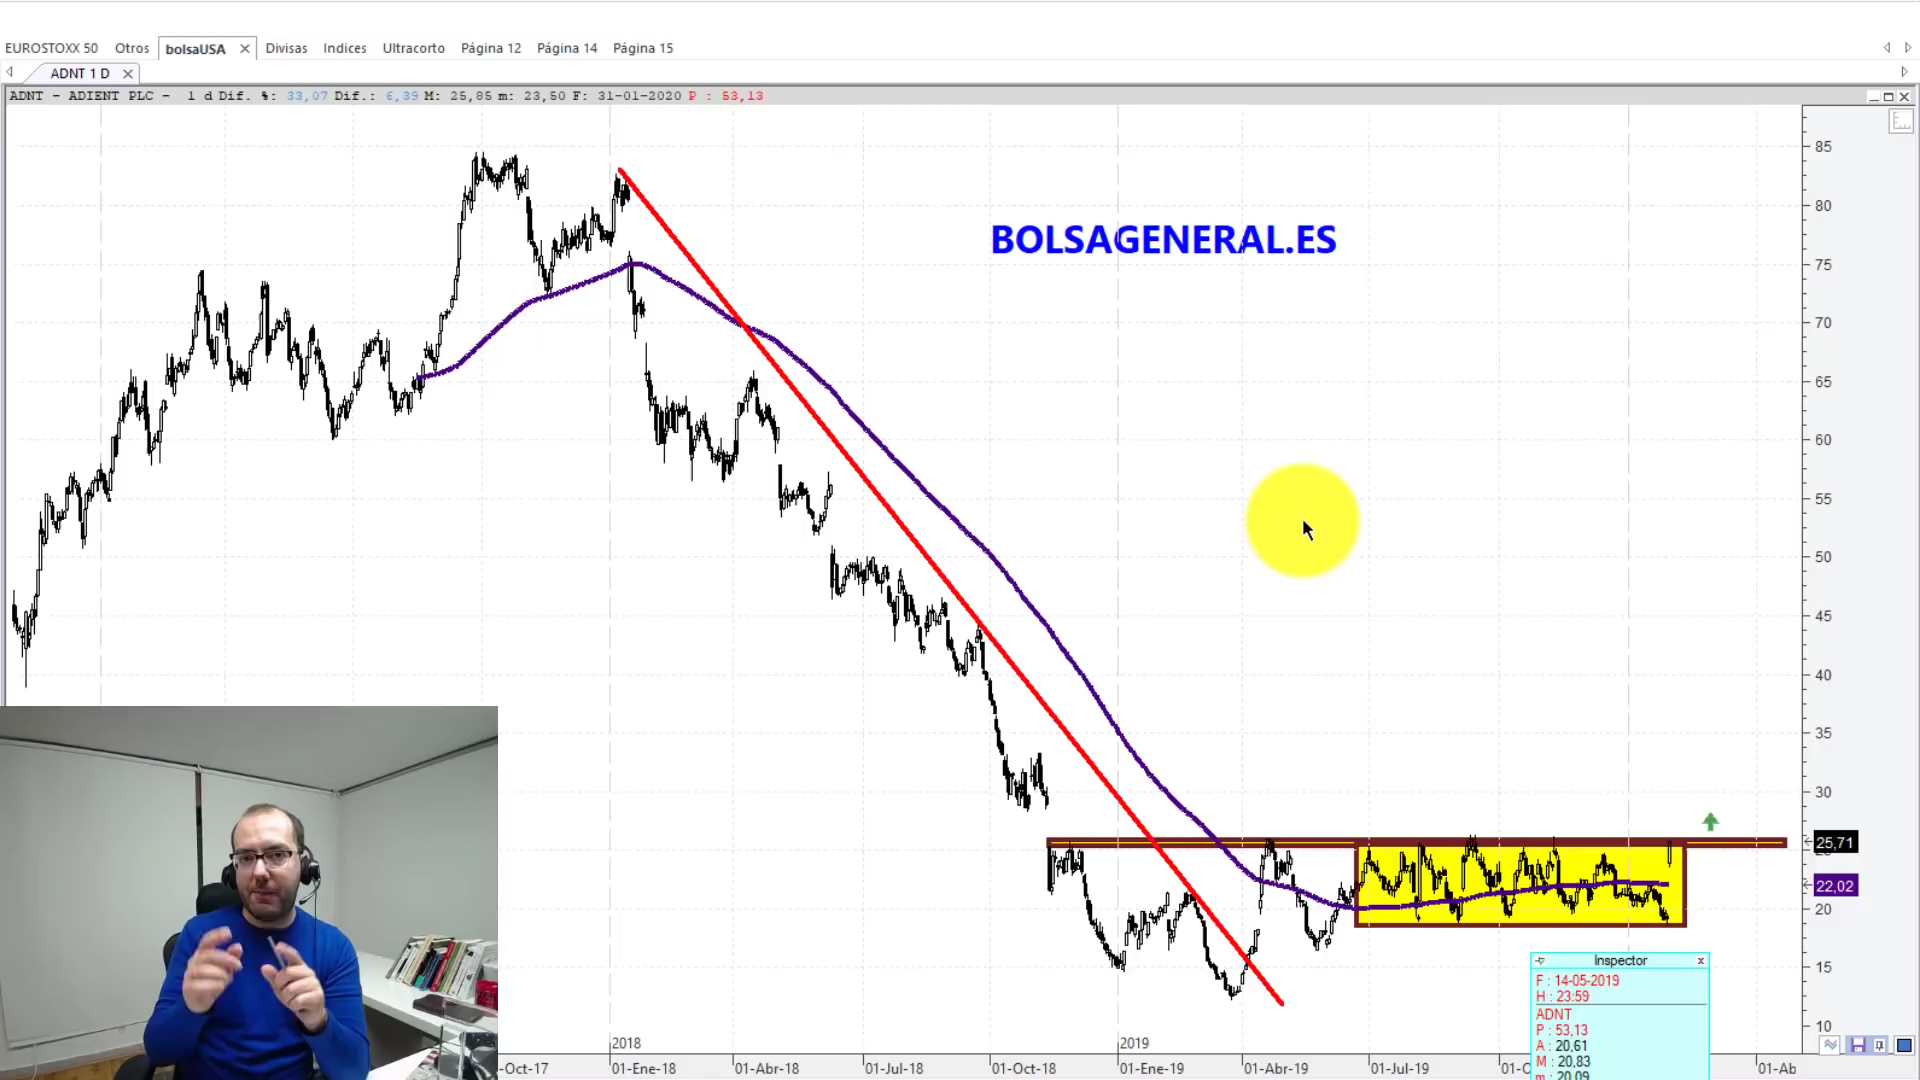 EUROSTOXX 50 Otros bolsaUSA Divisas Indices Ultracorto Página 12 Página 14 Página 15
ADNT 1 D
ADNT - ADIENT PLC - 1 d Dif. %: 33,07 Dif.: 6,39 M: 25,85 m: 23,50 F: 31-01-2020 P : 53,13
BOLSAGENERAL.ES
85
80
75
70
65
60
55
50
45
40
35
30
25,71
22,02
20
15
10
Inspector
F : 14-05-2019
H : 23:59
ADNT
P : 53,13
A : 20,61
M : 20,83
m : 20,09
2018 2019
-Oct-17 01-Ene-18 01-Abr-18 01-Jul-18 01-Oct-18 01-Ene-19 01-Abr-19 01-Jul-19 01-O 01-Ab